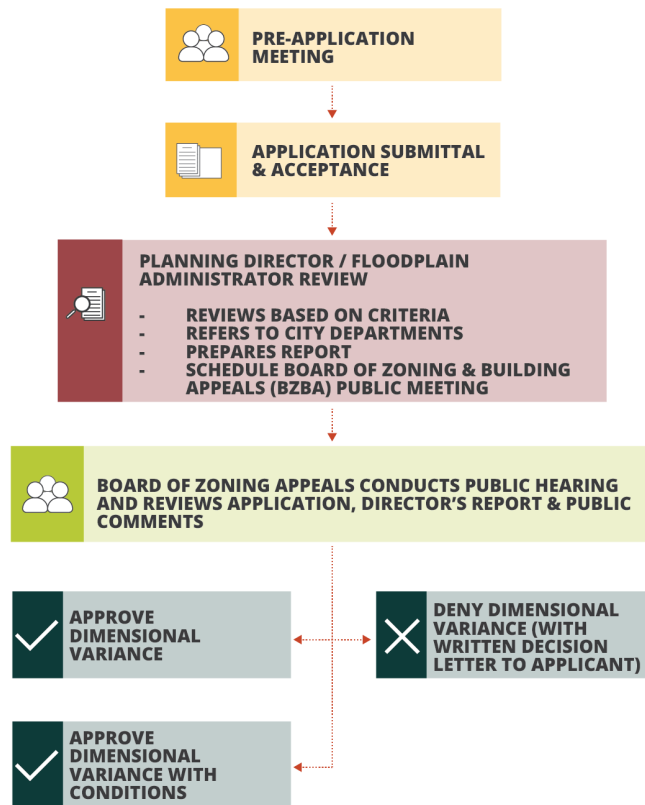 PRE-APPLICATION
MEETING
APPLICATION SUBMITTAL
& ACCEPTANCE
PLANNING DIRECTOR / FLOODPLAIN
ADMINISTRATOR REVIEW
- REVIEWS BASED ON CRITERIA
- REFERS TO CITY DEPARTMENTS
- PREPARES REPORT
- SCHEDULE BOARD OF ZONING & BUILDING
APPEALS (BZBA) PUBLIC MEETING
BOARD OF ZONING APPEALS CONDUCTS PUBLIC HEARING
AND REVIEWS APPLICATION, DIRECTOR'S REPORT & PUBLIC
COMMENTS
APPROVE
DIMENSIONAL
VARIANCE
DENY DIMENSIONAL
VARIANCE (WITH
WRITTEN DECISION
LETTER TO APPLICANT)
APPROVE
DIMENSIONAL
VARIANCE WITH
CONDITIONS